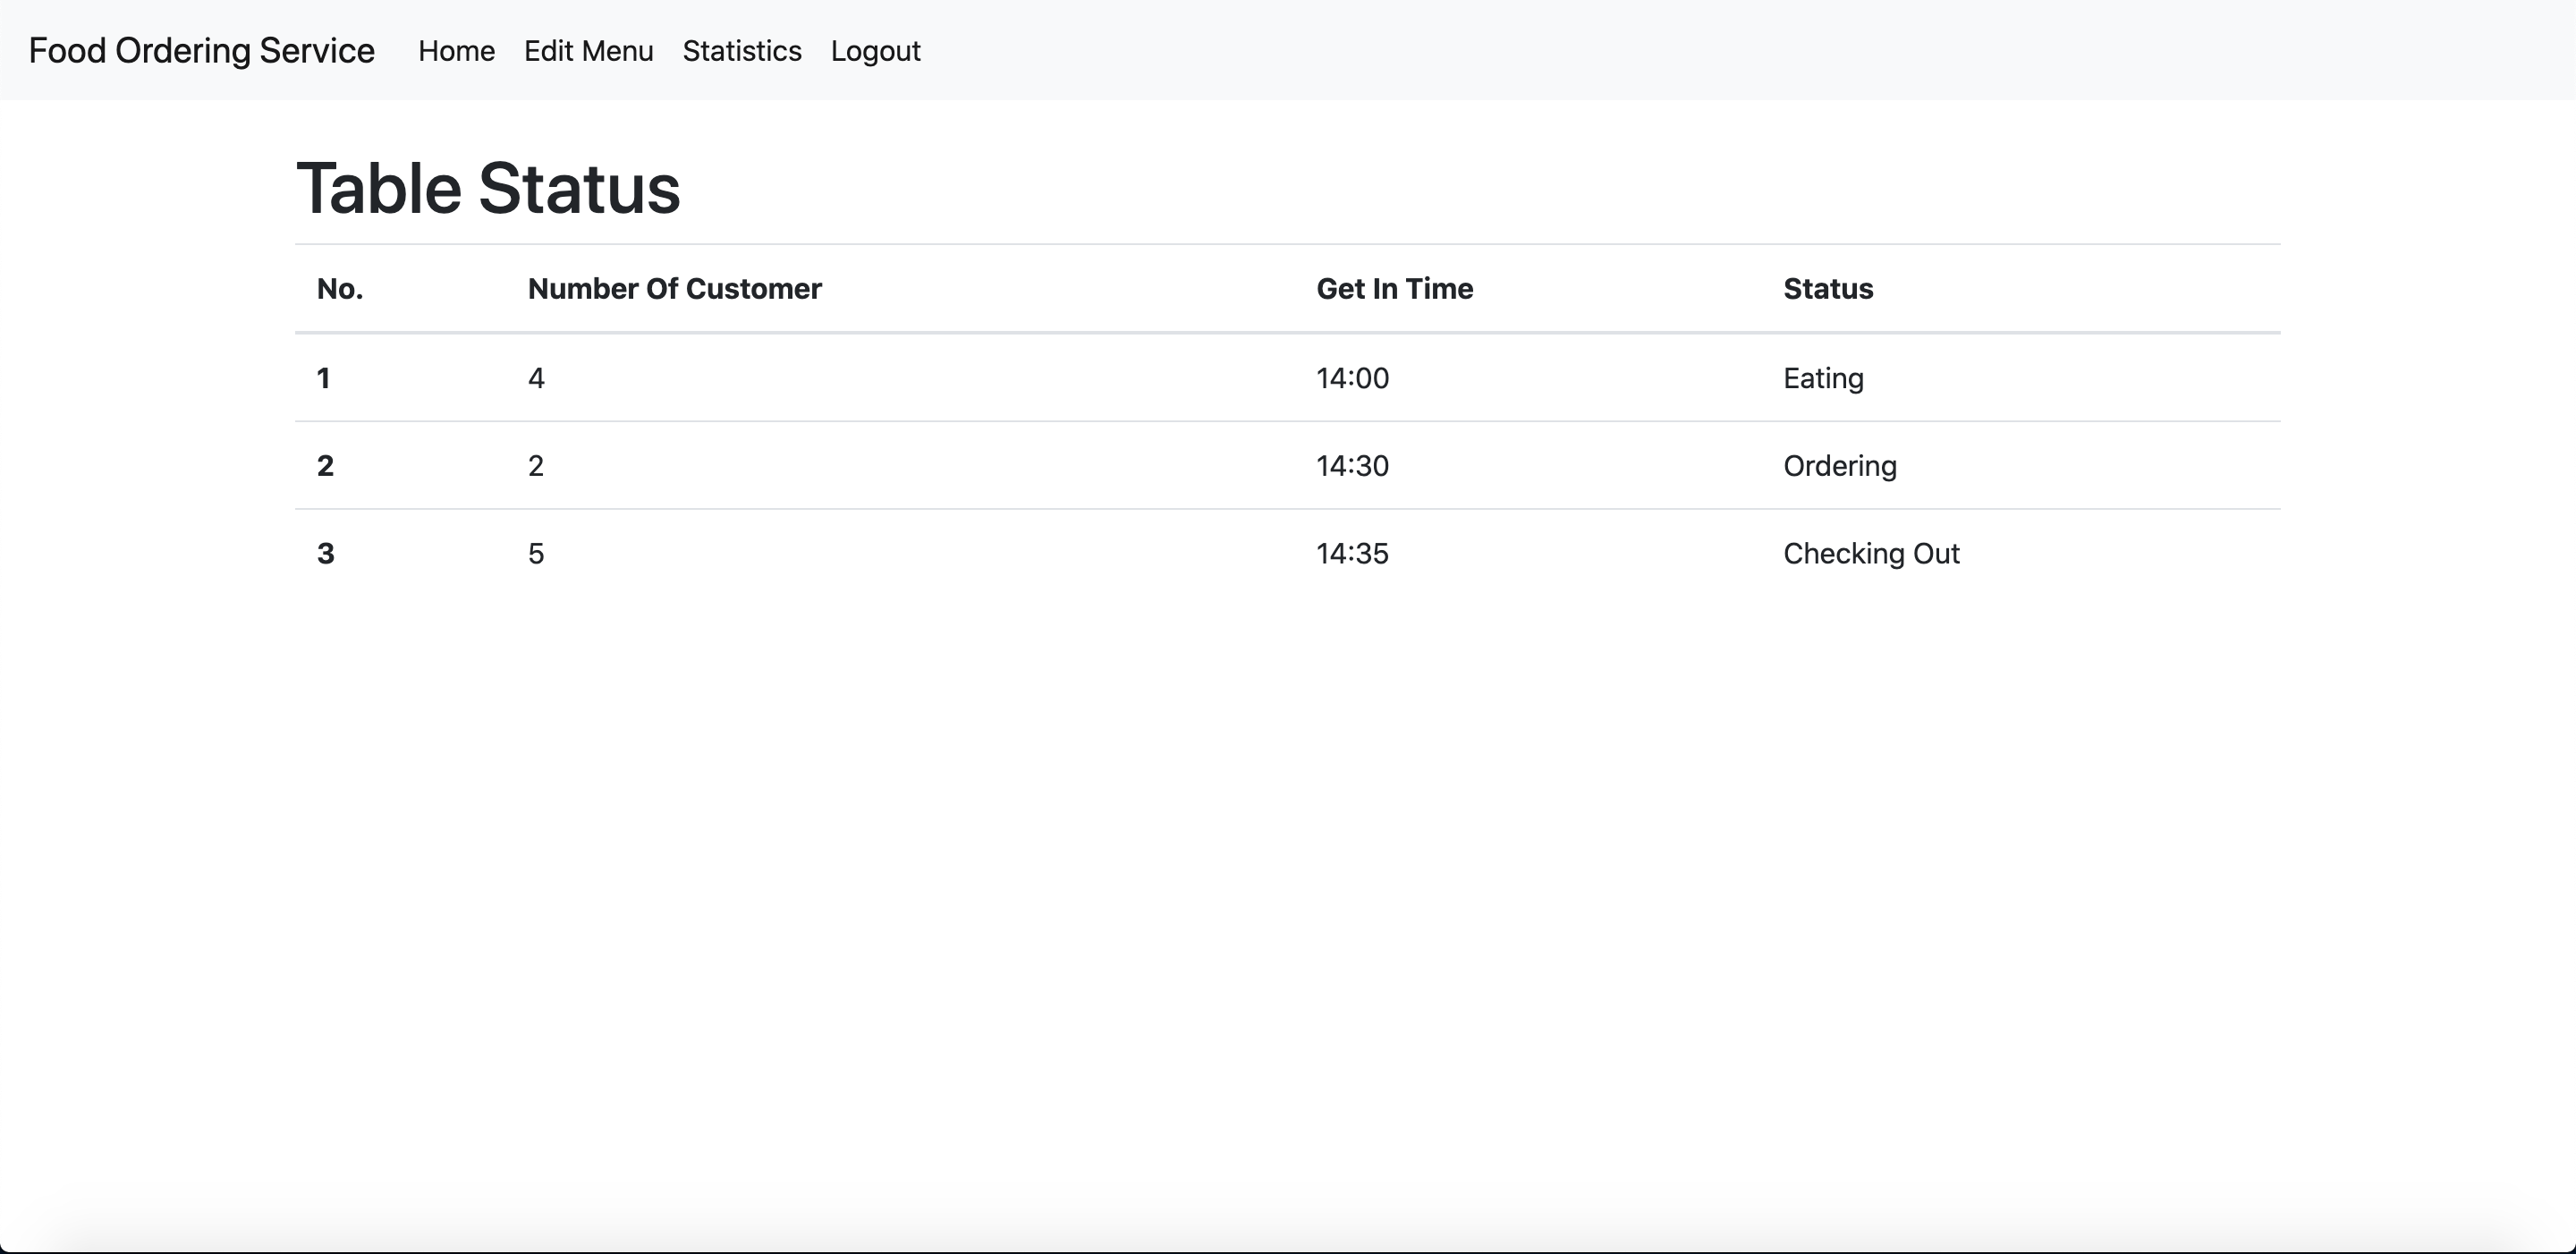 Food Ordering Service Home Edit Menu Statistics Logout
Table Status
No. Number Of Customer Get In Time Status
1 4 14:00 Eating
2 2 14:30 Ordering
3 5 14:35 Checking Out